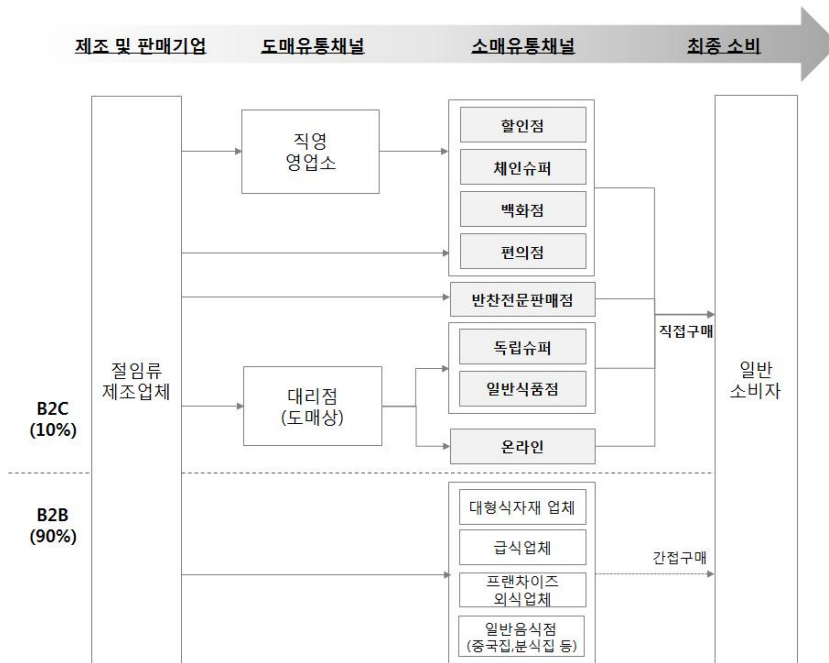 제조 및 판매기업
도매유통채널
소매유통채널
최종 소비
절임류
제조업체
직영
영업소
할인점
체인슈퍼
백화점
편의점
반찬전문판매점
직접구매
대리점
(도매상)
독립슈퍼
일반식품점
온라인
일반
소비자
B2C
(10%)
B2B
(90%)
대형식자재 업체
급식업체
프랜차이즈
외식업체
일반음식점
(중국집,분식집 등)
간접구매